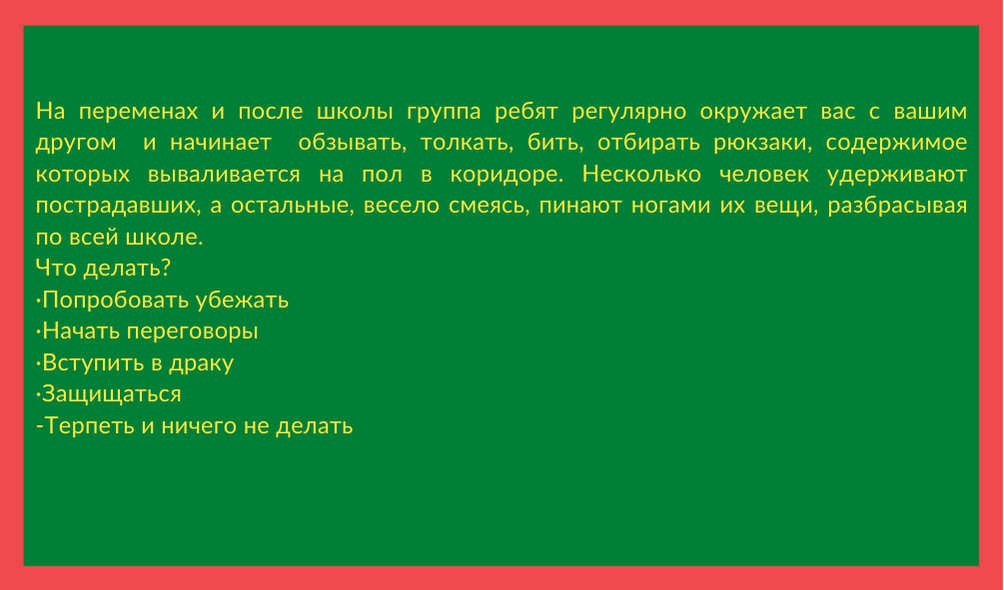 На переменах и после школы группа ребят регулярно окружает вас с вашим
другом и начинает обзывать, толкать, бить, отбирать рюкзаки, содержимое
которых вываливается на пол в коридоре. Несколько человек удерживают
пострадавших, а остальные, весело смеясь, пинают ногами их вещи, разбрасывая
по всей школе.
Что делать?
·Попробовать убежать
·Начать переговоры
·Вступить в драку
·Защищаться
-Терпеть и ничего не делать